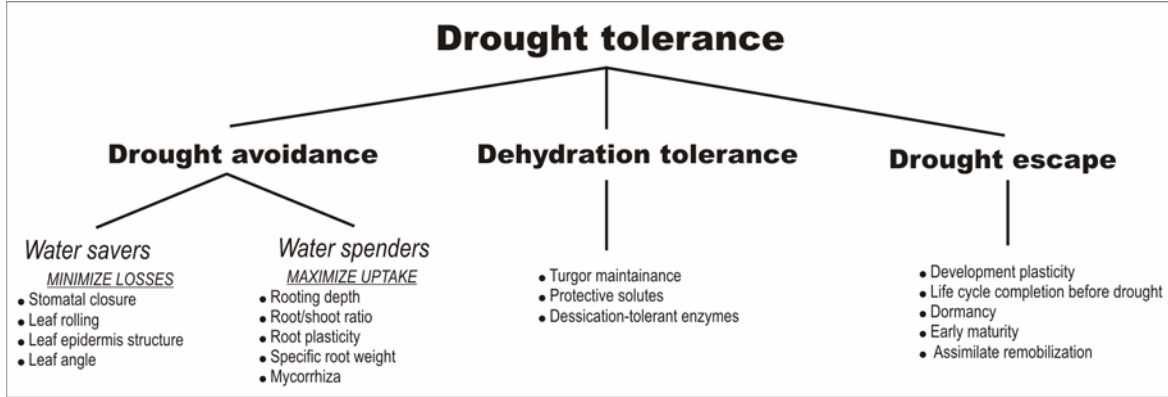 Drought tolerance
Drought avoidance
Dehydration tolerance
Drought escape
Water savers
MINIMIZE LOSSES
● Stomatal closure
● Leaf rolling
● Leaf epidermis structure
● Leaf angle
Water spenders
MAXIMIZE UPTAKE
● Rooting depth
● Root/shoot ratio
● Root plasticity
● Specific root weight
● Mycorrhiza
● Turgor maintainance
● Protective solutes
● Dessication-tolerant enzymes
● Development plasticity
● Life cycle completion before drought
● Dormancy
● Early maturity
● Assimilate remobilization